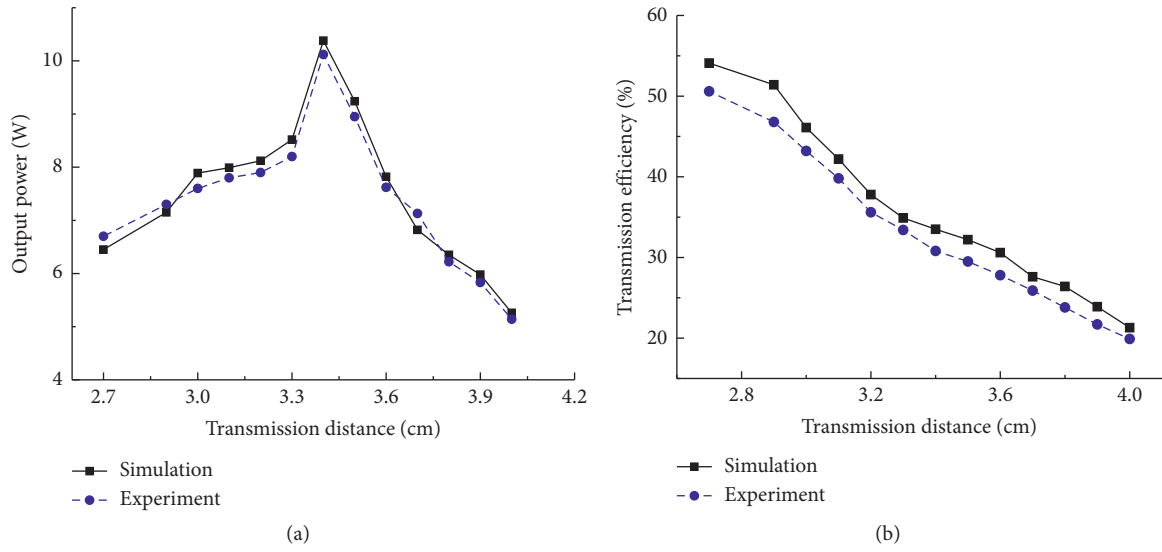 10
8
6
4
Output power (W)
2.7 3.0 3.3 3.6 3.9 4.2
Transmission distance (cm)
Simulation
Experiment
(a)
60
50
40
30
20
Transmission efficiency (%)
2.8 3.2 3.6 4.0
Transmission distance (cm)
Simulation
Experiment
(b)